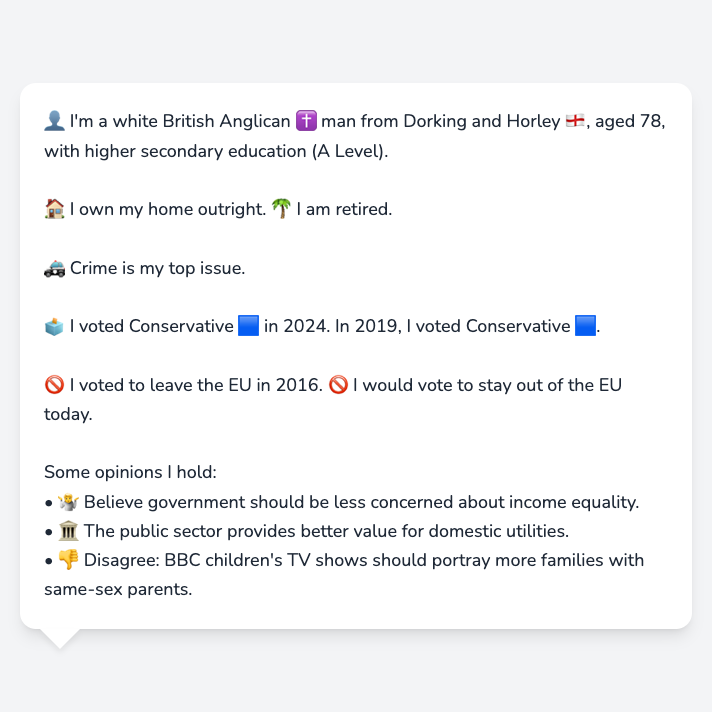 👤 I'm a white British Anglican ✝️ man from Dorking and Horley 🏴󠁧󠁢󠁥󠁮󠁧󠁿, aged 78,
with higher secondary education (A Level).
🏠 I own my home outright. 🌴 I am retired.
🚓 Crime is my top issue.
🗳️ I voted Conservative 🟦 in 2024. In 2019, I voted Conservative 🟦.
🚫 I voted to leave the EU in 2016. 🚫 I would vote to stay out of the EU
today.
Some opinions I hold:
• 🤷 Believe government should be less concerned about income equality.
• 🏛️ The public sector provides better value for domestic utilities.
• 👎 Disagree: BBC children's TV shows should portray more families with
same-sex parents.